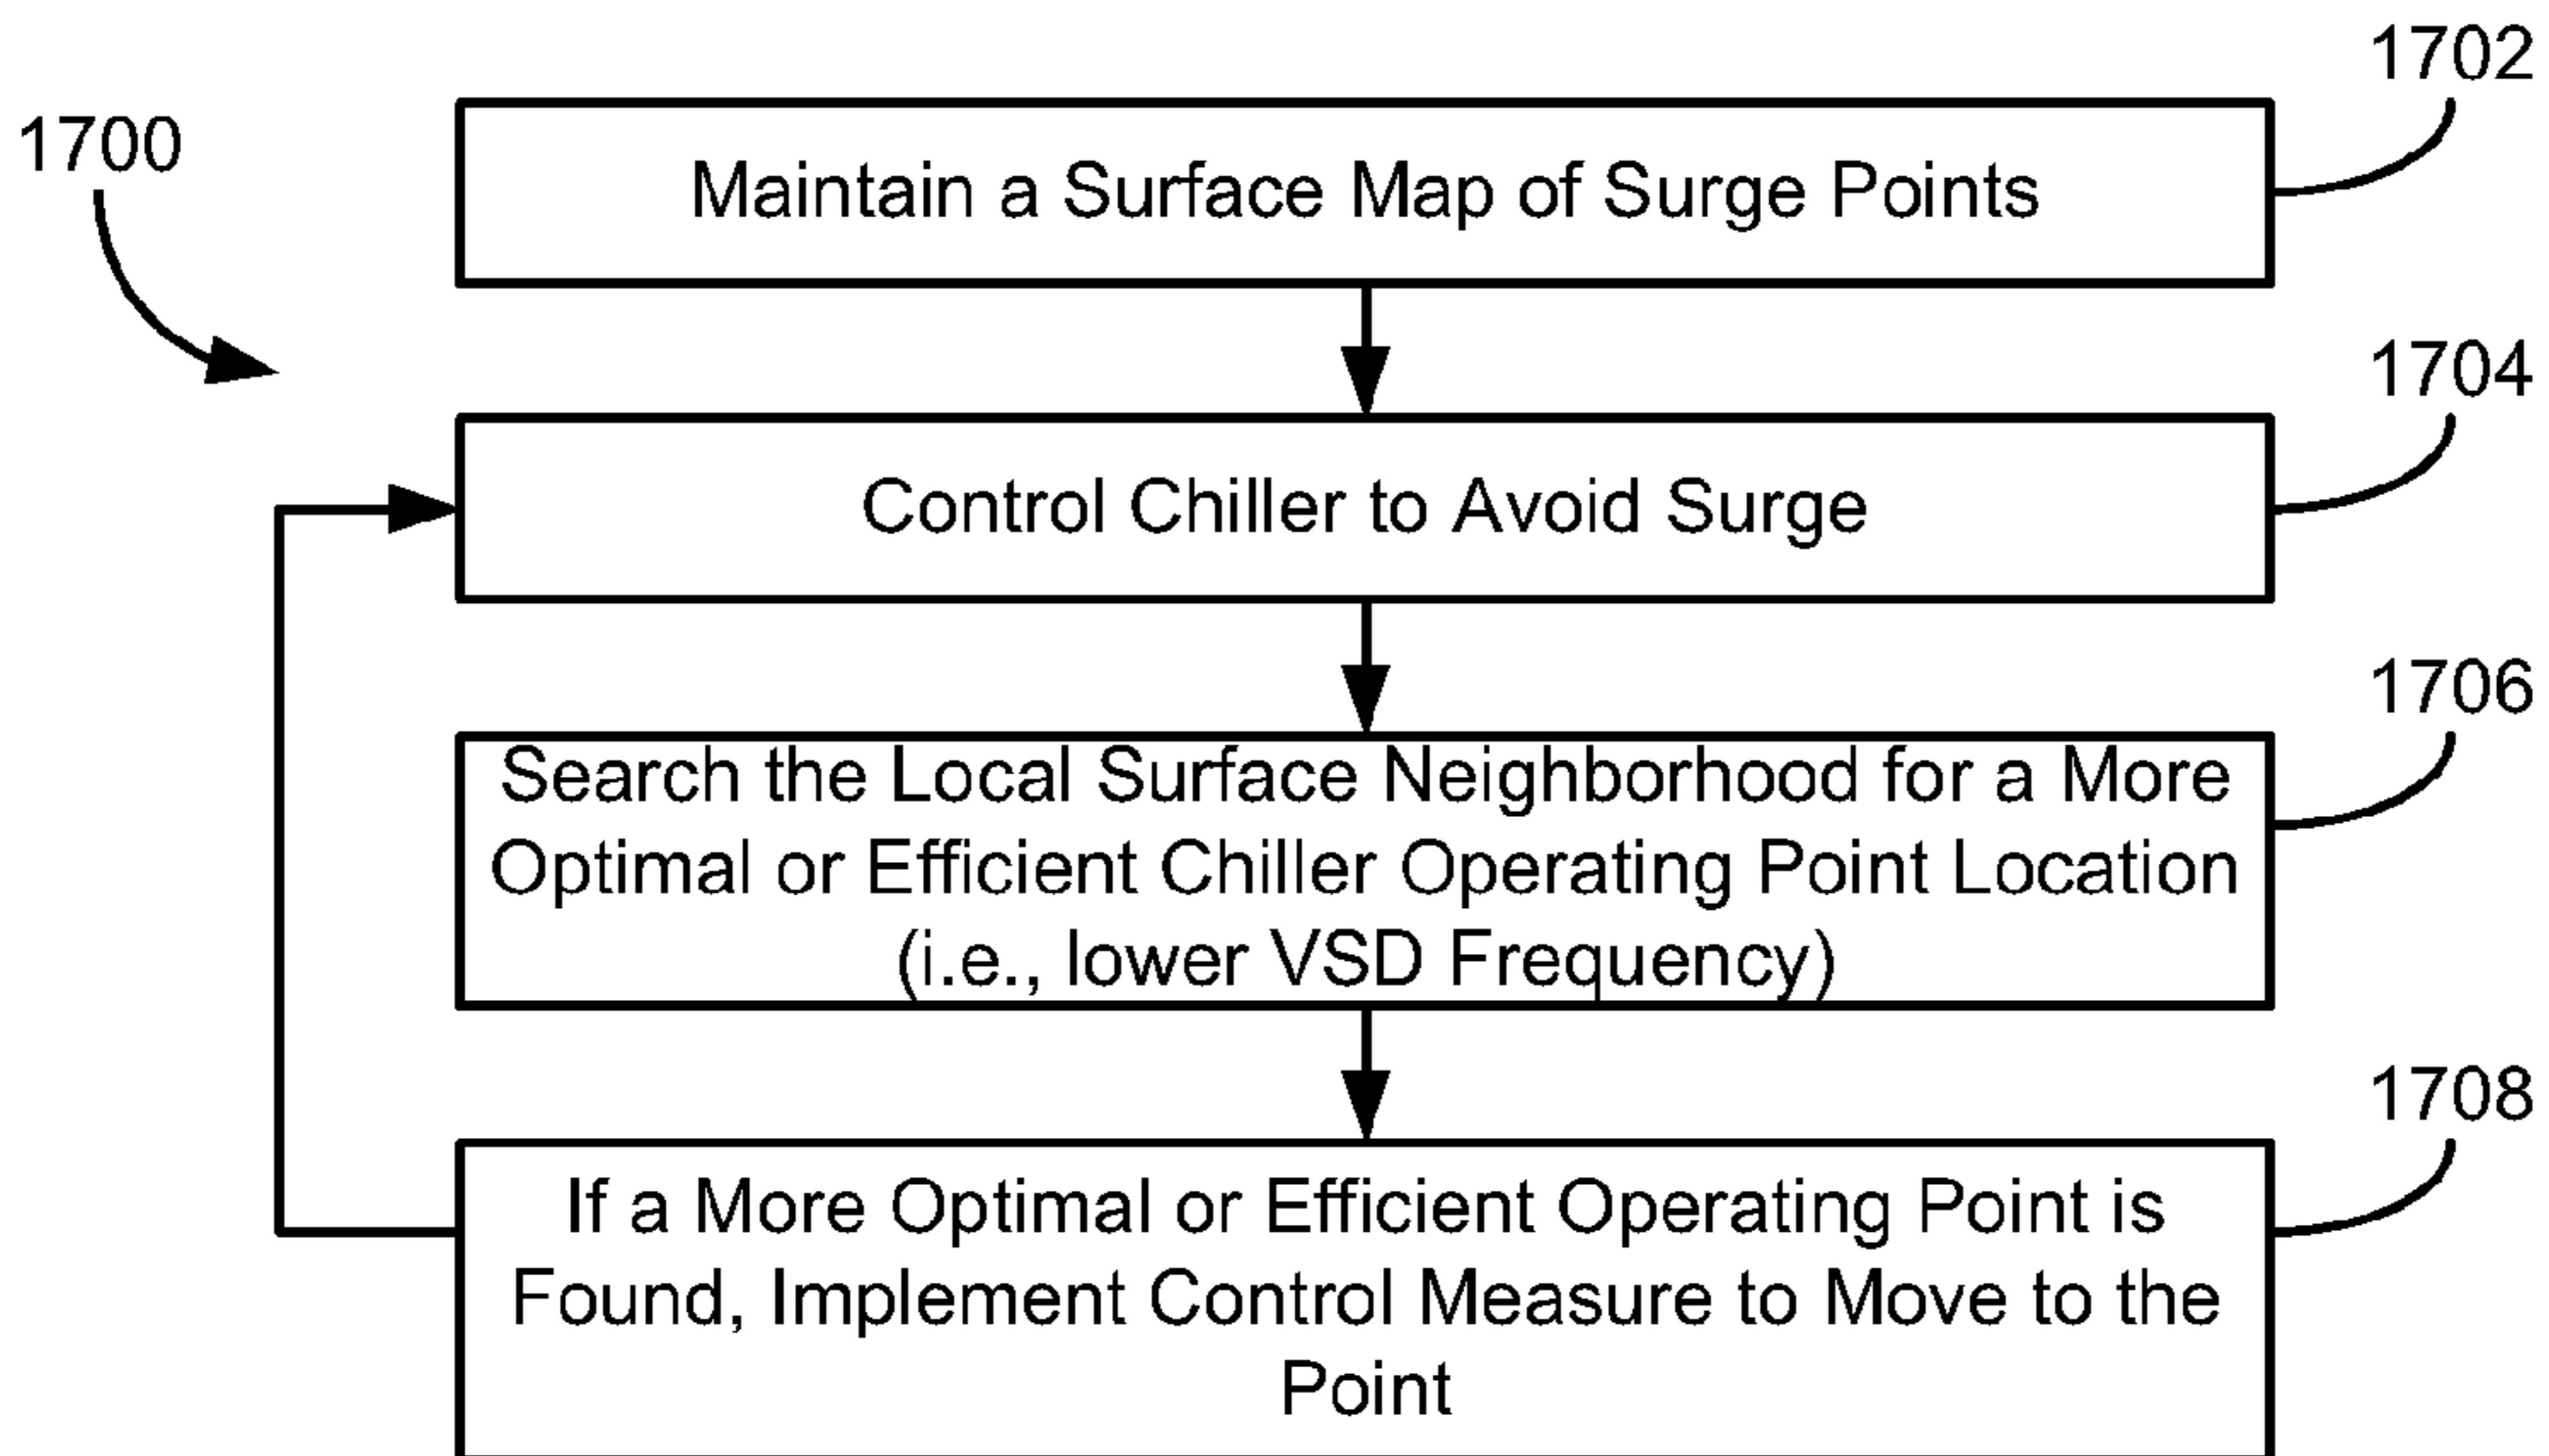 1702
1700
Maintain a Surface Map of Surge Points
1704
Control Chiller to Avoid Surge
1706
Search the Local Surface Neighborhood for a More
Optimal or Efficient Chiller Operating Point Location
(i.e., lower VSD Frequency)
1708
If a More Optimal or Efficient Operating Point is
Found, Implement Control Measure to Move to the
Point